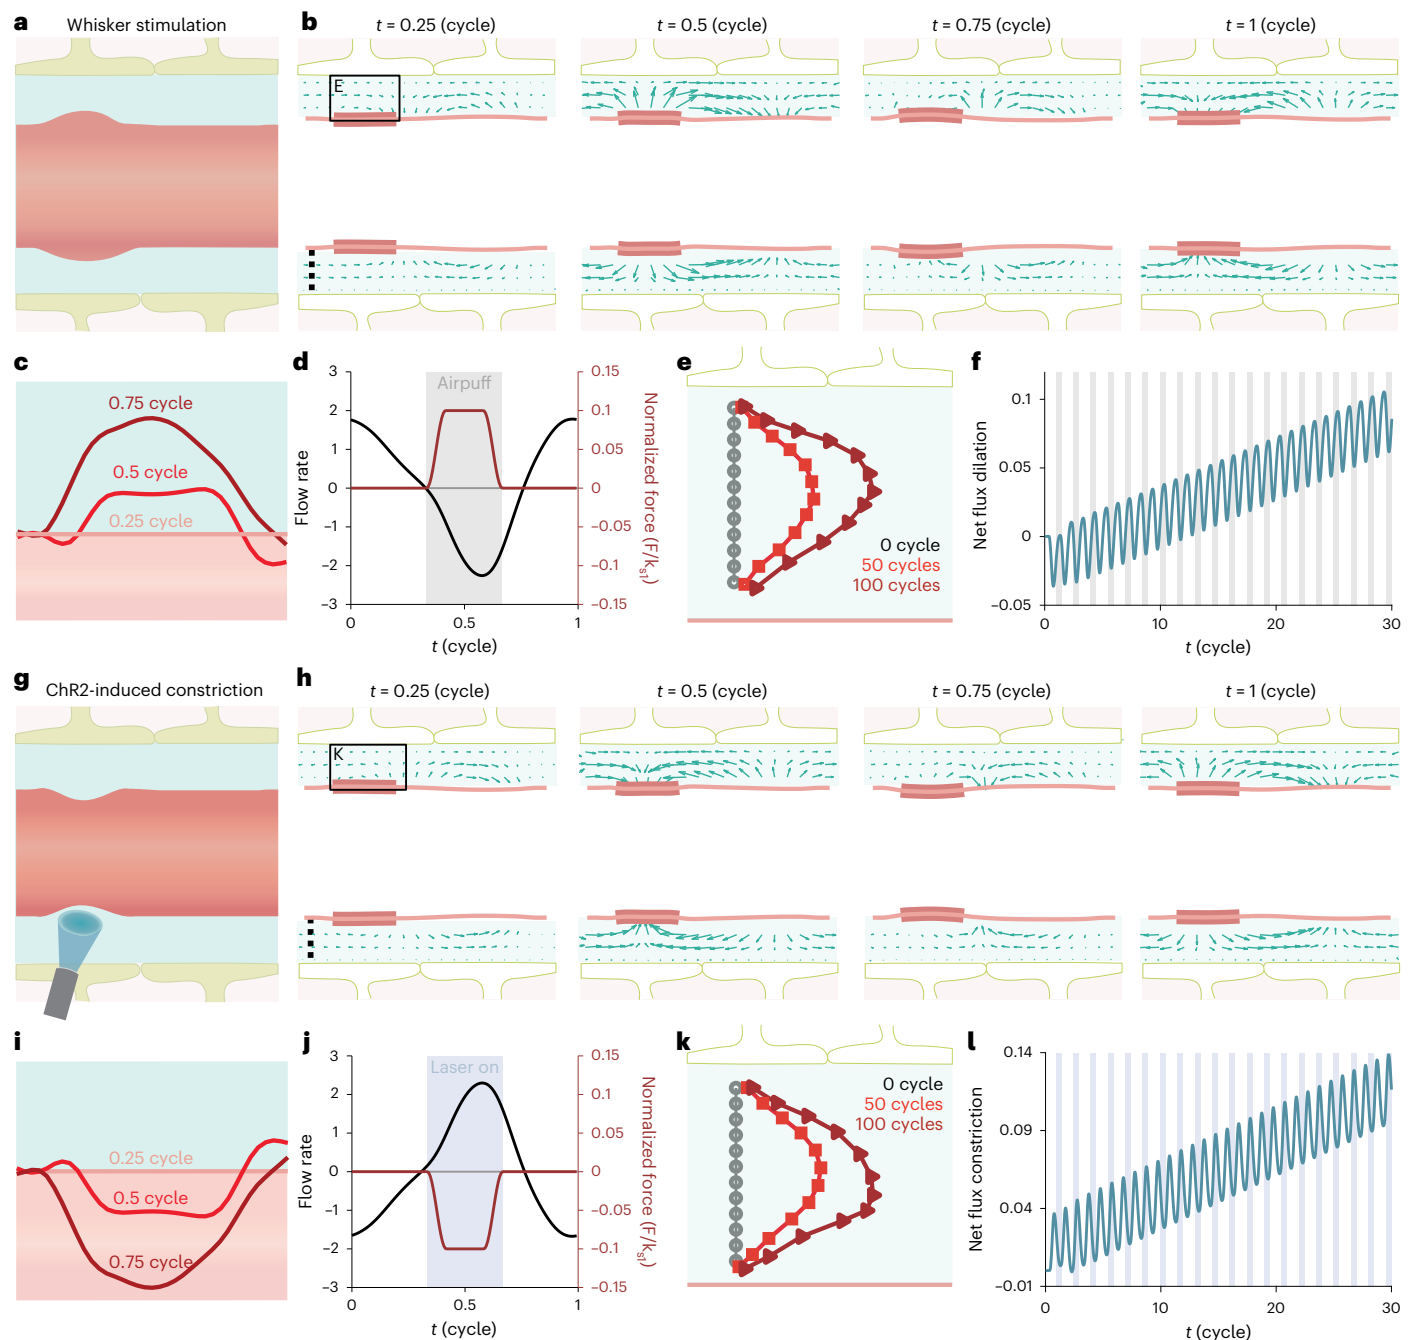 a
Whisker stimulation
b
t = 0.25 (cycle)
t = 0.5 (cycle)
t = 0.75 (cycle)
t = 1 (cycle)
E
c
0.75 cycle
0.5 cycle
0.25 cycle
d
Airpuff
3
2
1
0
–1
–2
–3
Flow rate
0.15
0.10
0.05
0
–0.05
–0.1
–0.15
Normalized force (F/ks1)
0
0.5
1
t (cycle)
e
0 cycle
50 cycles
100 cycles
f
0.1
0.05
0
–0.05
Net flux dilation
0
10
20
30
t (cycle)
g
ChR2-induced constriction
h
t = 0.25 (cycle)
t = 0.5 (cycle)
t = 0.75 (cycle)
t = 1 (cycle)
K
i
0.25 cycle
0.5 cycle
0.75 cycle
j
Laser on
3
2
1
0
–1
–2
–3
Flow rate
0.15
0.10
0.05
0
–0.05
–0.1
–0.15
Normalized force (F/ks1)
0
0.5
1
t (cycle)
k
0 cycle
50 cycles
100 cycles
l
0.14
0.09
0.04
–0.01
Net flux constriction
0
10
20
30
t (cycle)